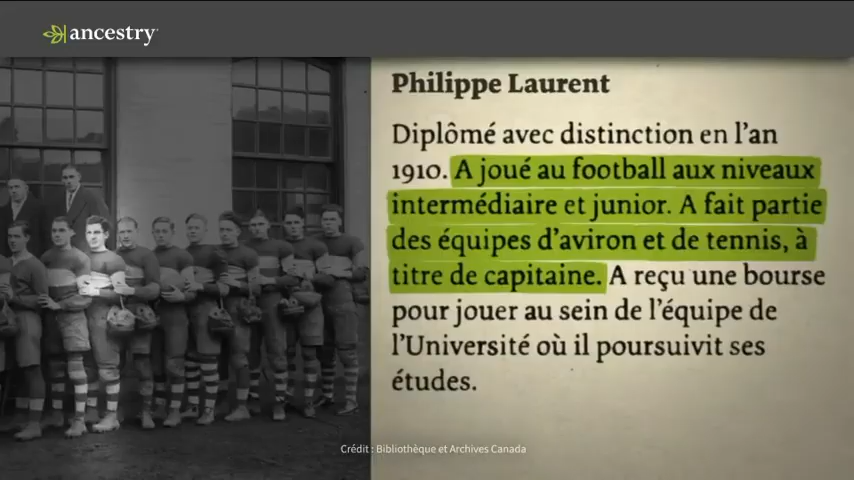 ancestry
Philippe Laurent
Diplômé avec distinction en l'an
1910. A joué au football aux niveaux
intermédiaire et junior. A fait partie
des équipes d'aviron et de tennis, à
titre de capitaine. A reçu une bourse
pour jouer au sein de l'équipe de
l'Université où il poursuivit ses
études.
Crédit : Bibliothèque et Archives Canada